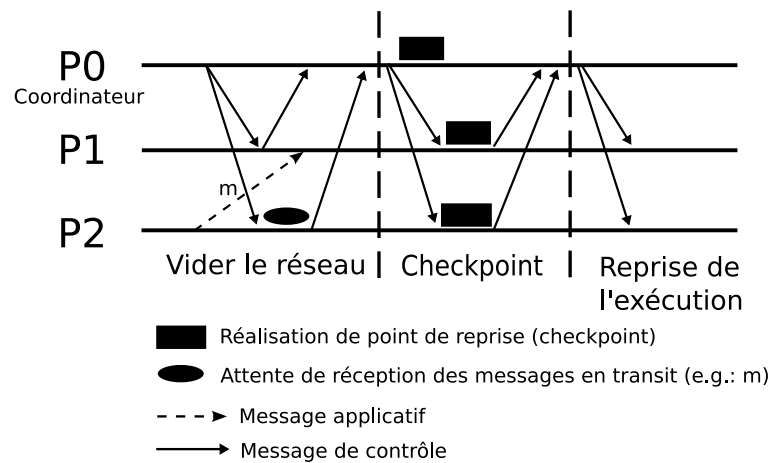 P0
Coordinateur
P1
m
P2
Vider le réseau
Checkpoint
Reprise de
l'exécution
Réalisation de point de reprise (checkpoint)
Attente de réception des messages en transit (e.g.: m)
Message applicatif
Message de contrôle